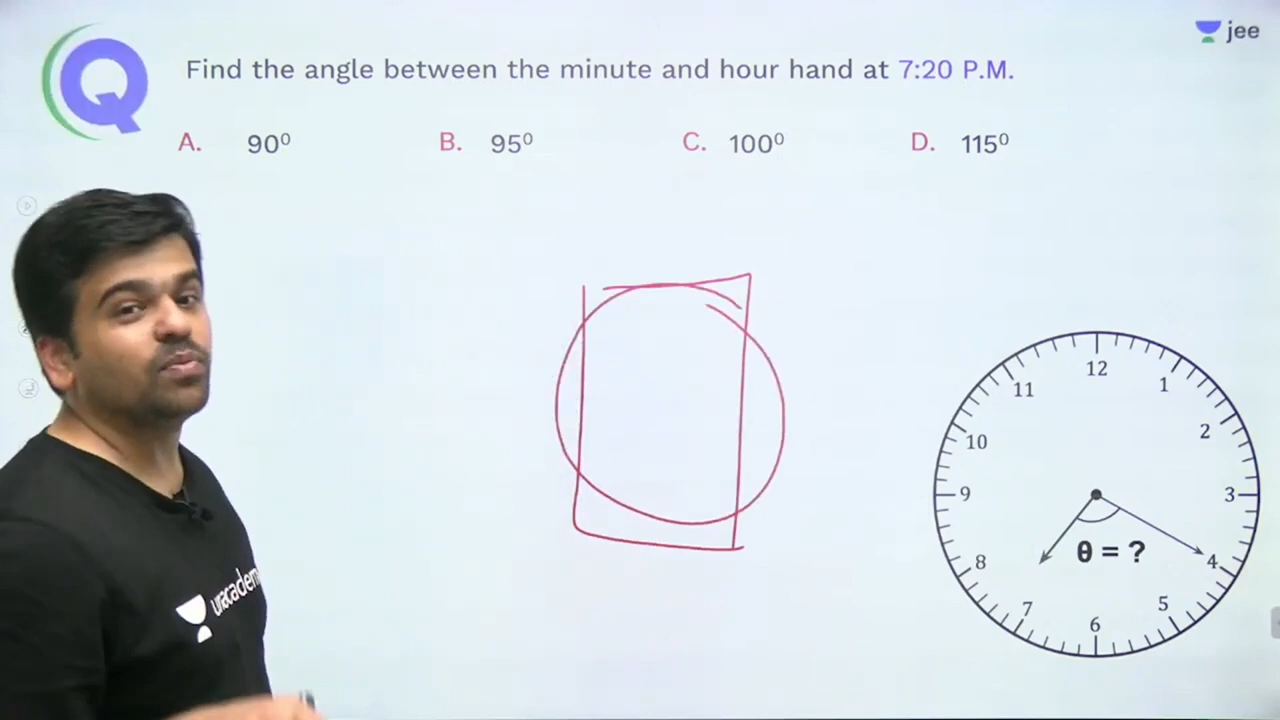 jee
Q
Find the angle between the minute and hour hand at 7:20 P.M.
A. 90⁰ B. 95⁰ C. 100⁰ D. 115⁰
12
11 1
10 2
9 3
θ = ?
8 4
7 5
6
unacademy